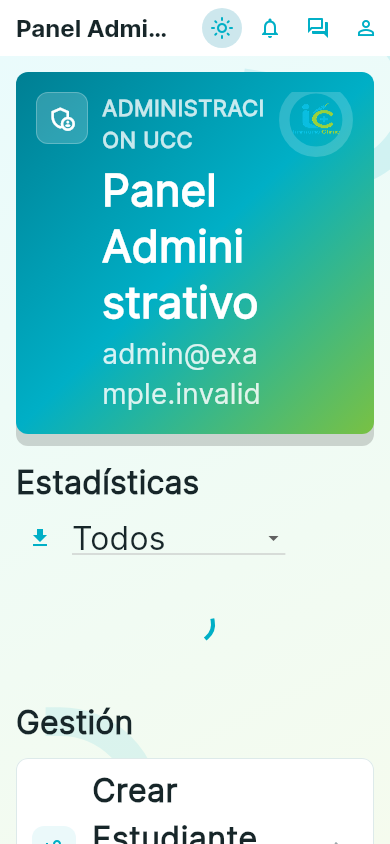 Panel Admi...
ADMINISTRACI
ON UCC
Panel
Admini
strativo
admin@exa
mple.invalid
Estadísticas
Todos
Gestión
Crear
Estudiante